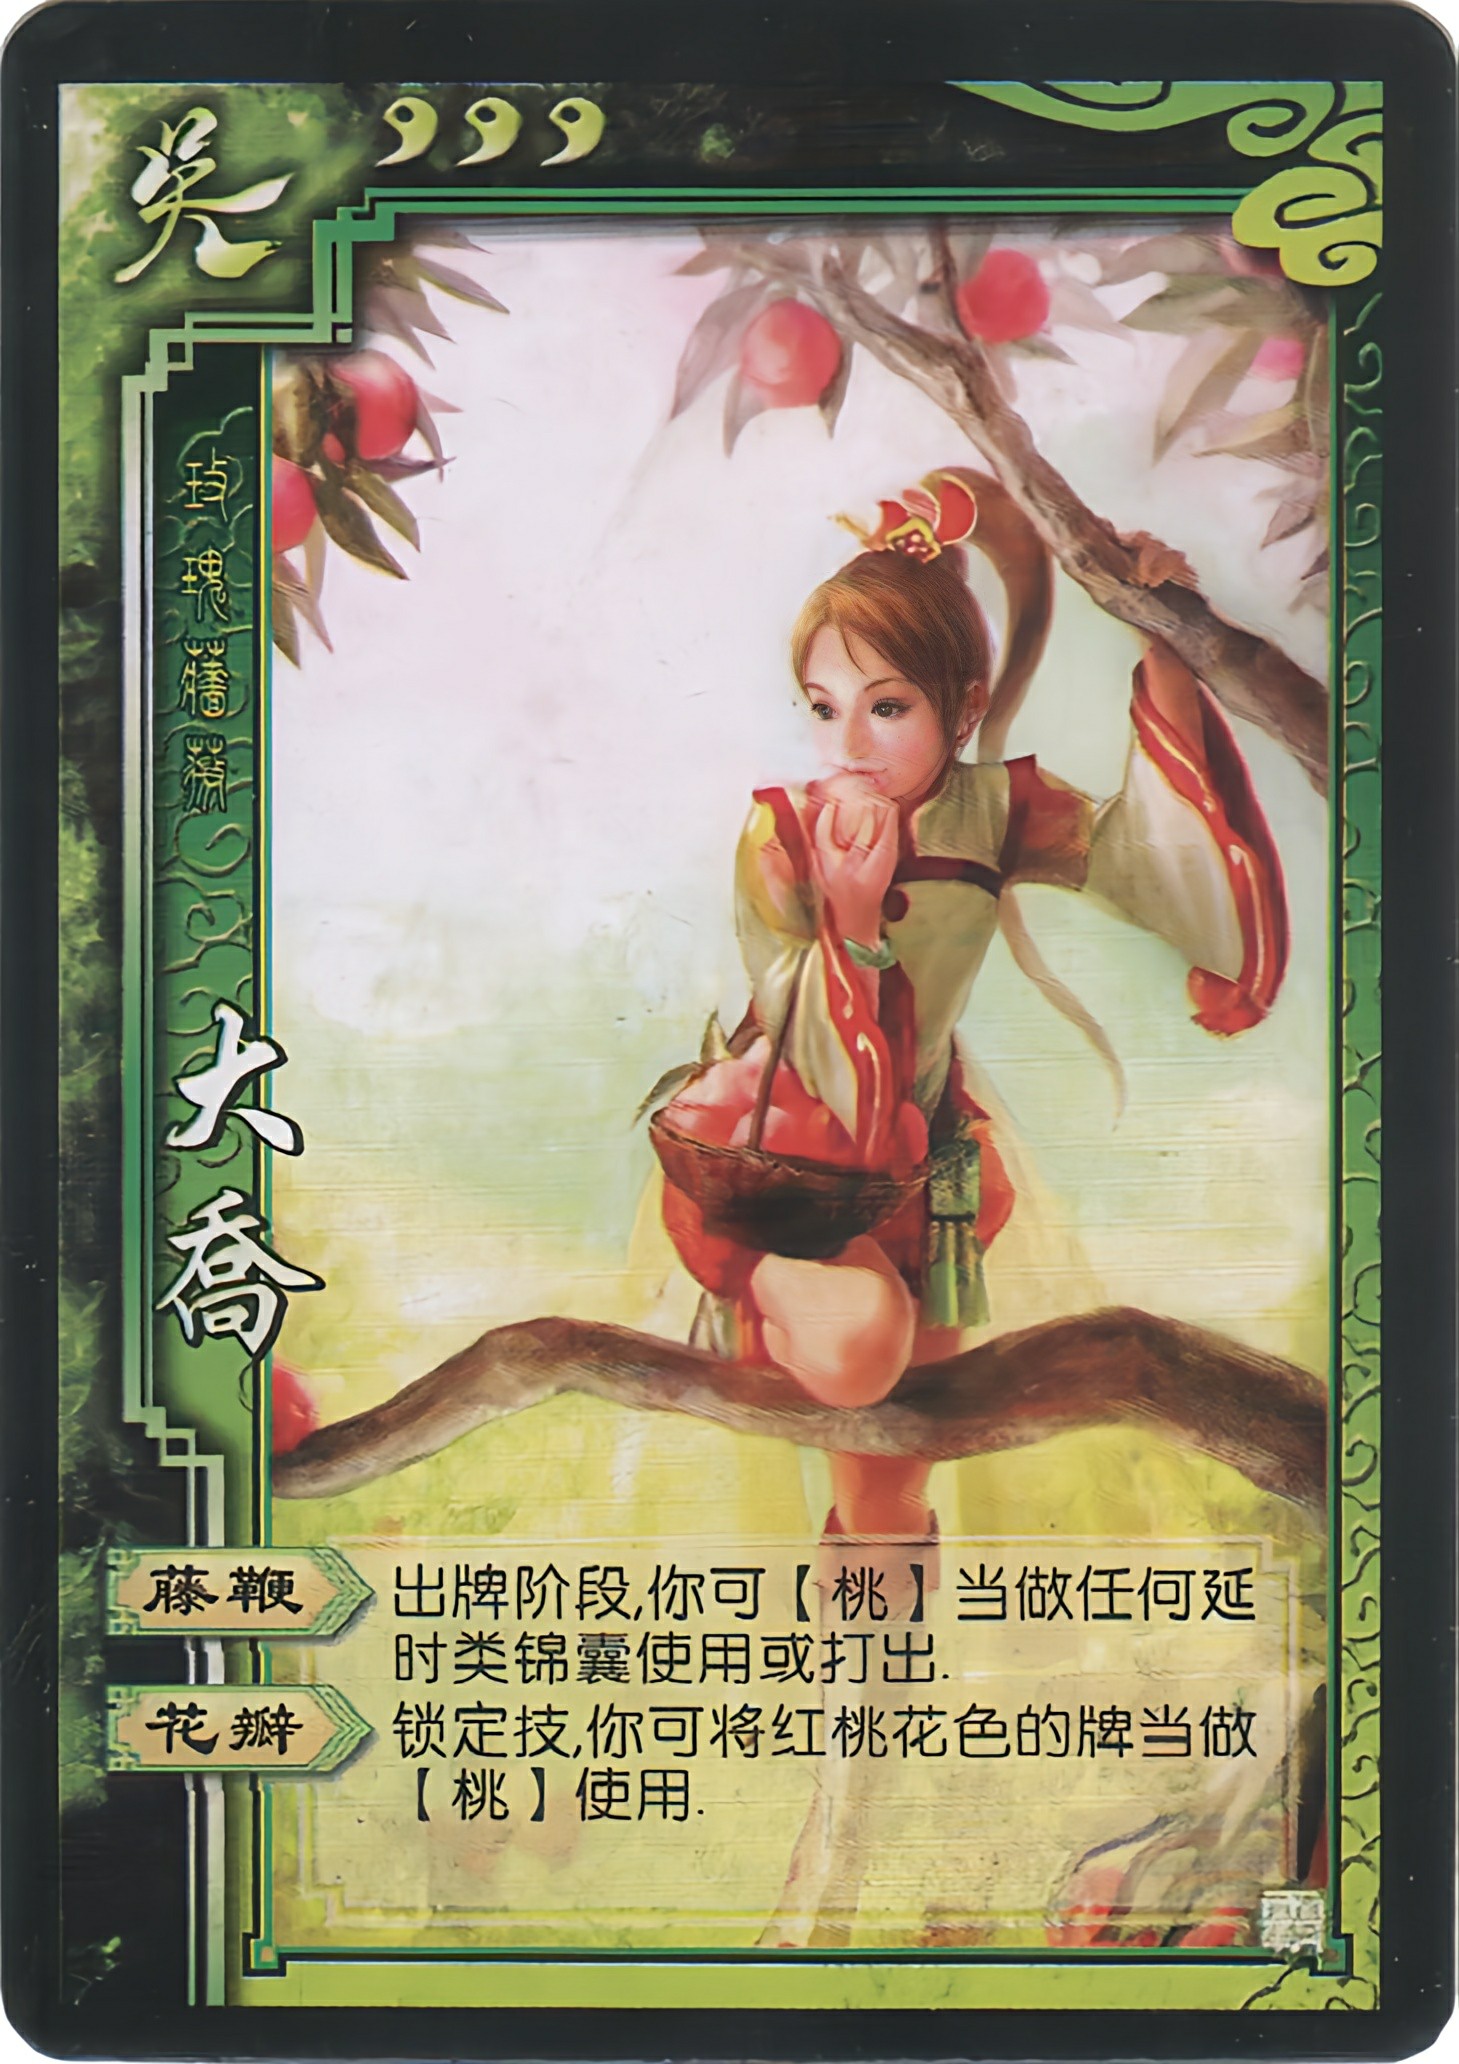 吴
玫瑰蔷薇
大喬
藤鞭
出牌阶段,你可【桃】当做任何延
时类锦囊使用或打出.
花瓣
锁定技,你可将红桃花色的牌当做
【桃】使用.